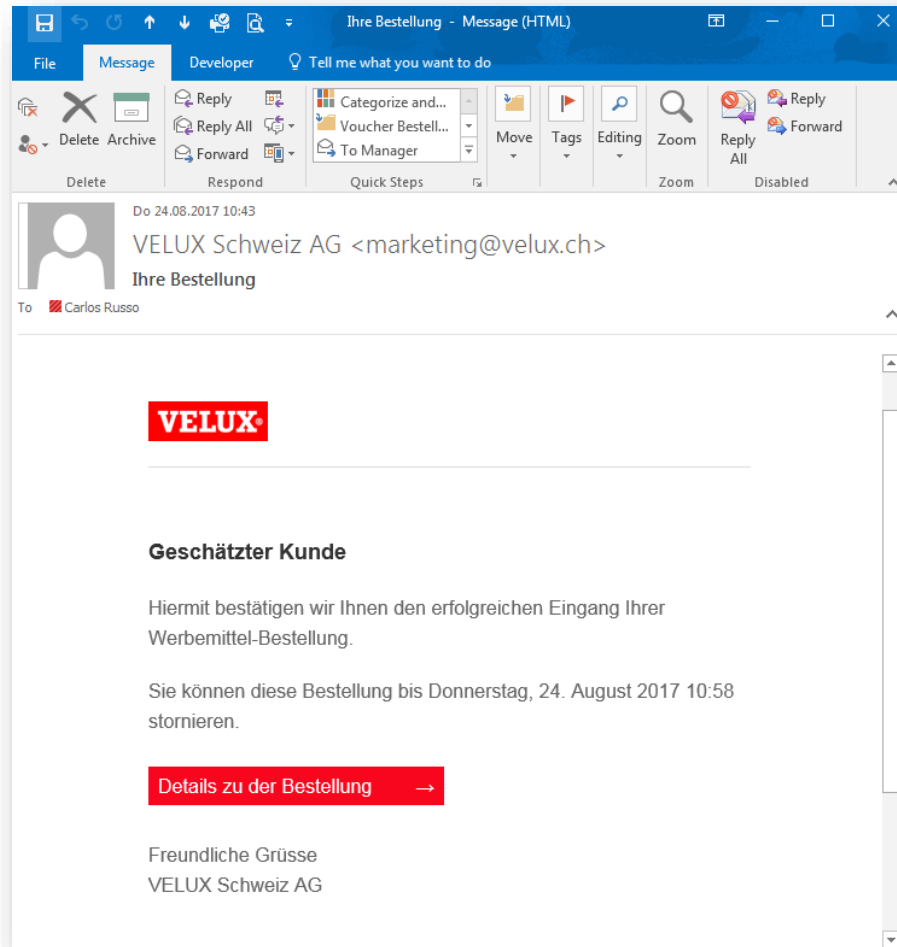 Ihre Bestellung - Message (HTML)
File Message Developer Tell me what you want to do
Delete Archive
Reply
Reply All
Forward
Categorize and...
Voucher Bestell...
To Manager
Move Tags Editing Zoom
Reply All
Reply
Forward
Delete Respond Quick Steps Zoom Disabled
Do 24.08.2017 10:43
VELUX Schweiz AG <marketing@velux.ch>
Ihre Bestellung
To Carlos Russo
VELUX®
Geschätzter Kunde
Hiermit bestätigen wir Ihnen den erfolgreichen Eingang Ihrer
Werbemittel-Bestellung.
Sie können diese Bestellung bis Donnerstag, 24. August 2017 10:58
stornieren.
Details zu der Bestellung →
Freundliche Grüsse
VELUX Schweiz AG